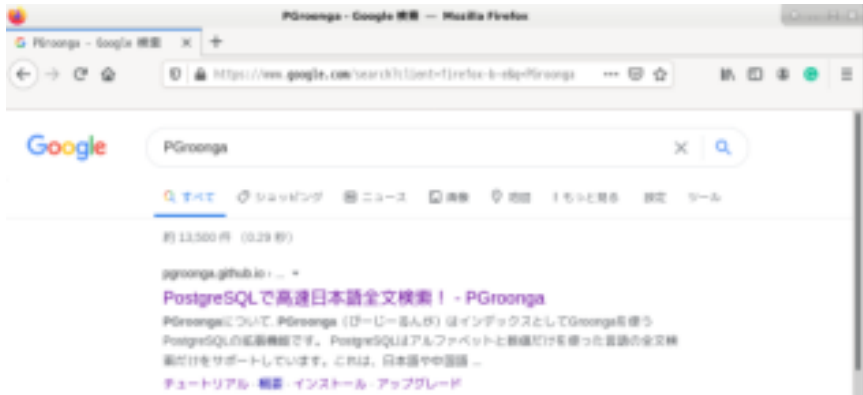 PGroonga - Google 検索 — Mozilla Firefox
PGroonga - Google 検索
https://www.google.com/search?client=firefox-b-e&q=PGroonga
Google
PGroonga
すべて ショッピング ニュース 画像 地図 もっと見る 設定 ツール
約 13,500 件 (0.29 秒)
pgroonga.github.io › ...
PostgreSQLで高速日本語全文検索！ - PGroonga
PGroongaについて. PGroonga (ぴーじーるんが) はインデックスとしてGroongaを使う
PostgreSQLの拡張機能です。 PostgreSQLはアルファベットと数値だけを使った言語の全文検
索だけをサポートしています。これは、日本語や中国語 ...
チュートリアル · 概要 · インストール · アップグレード